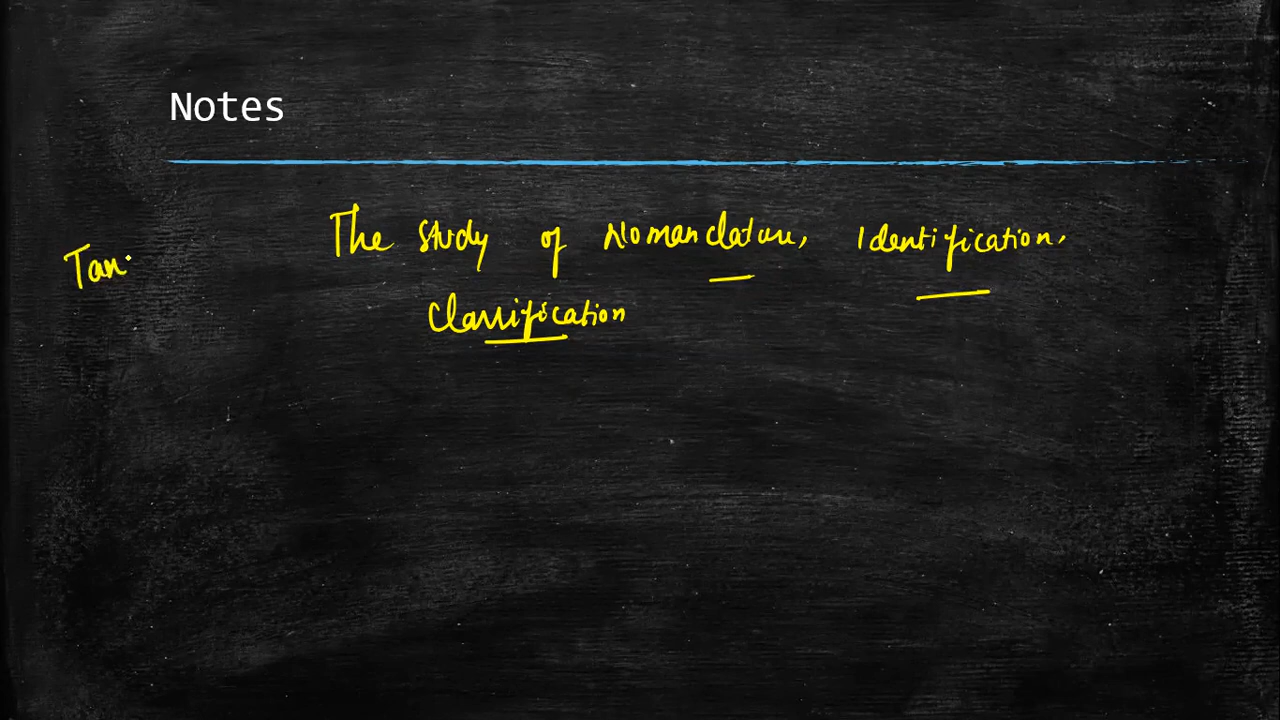 Notes
The study of Nomenclature, Identification,
Tax.
Classification